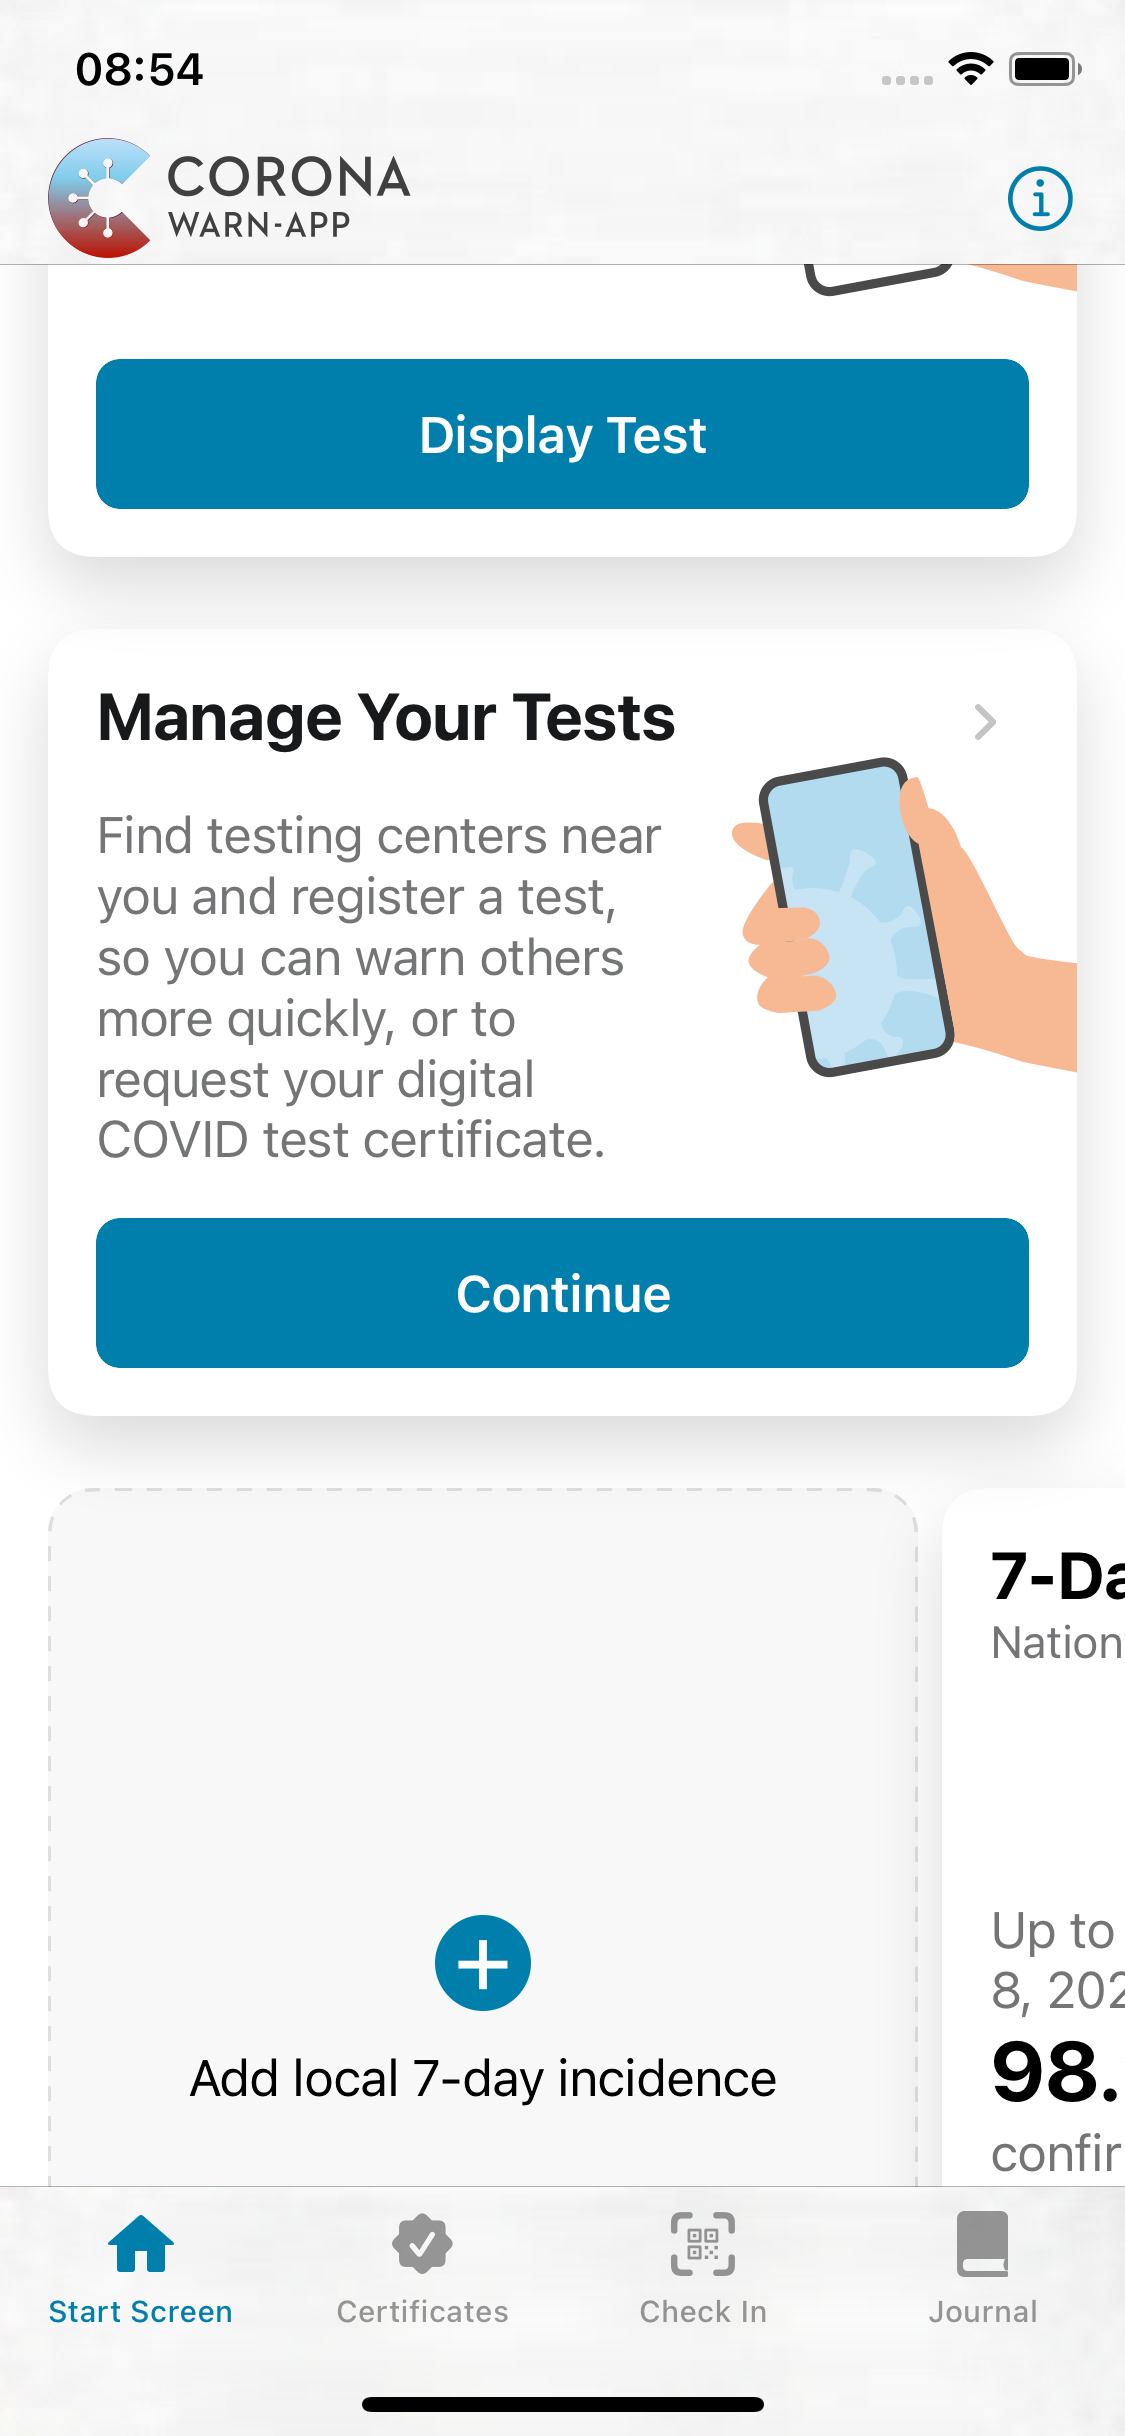 08:54
CORONA
WARN-APP
Display Test
Manage Your Tests
Find testing centers near
you and register a test,
so you can warn others
more quickly, or to
request your digital
COVID test certificate.
Continue
Add local 7-day incidence
7-Da
Nation
Up to
8, 202
98.
confir
Start Screen
Certificates
Check In
Journal